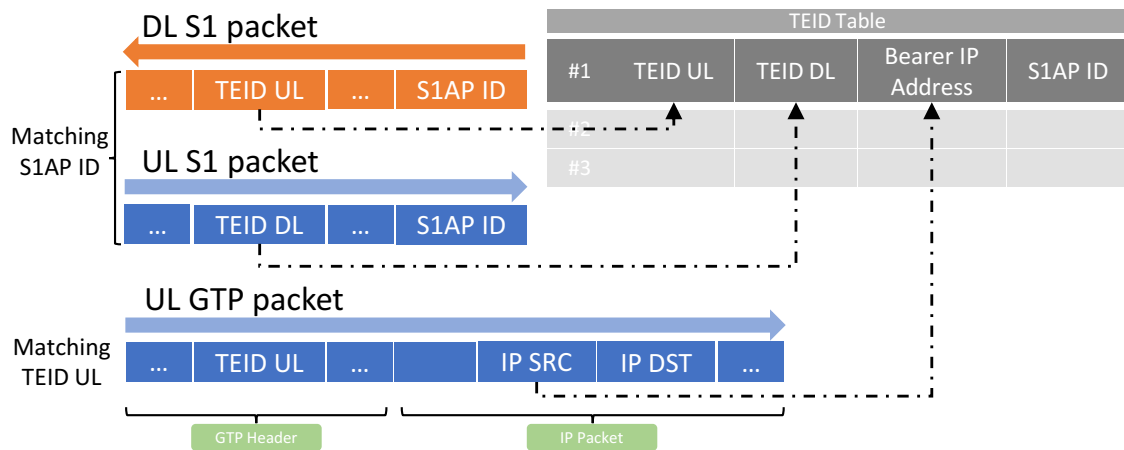 DL S1 packet
... TEID UL ... S1AP ID
Matching
S1AP ID
UL S1 packet
... TEID DL ... S1AP ID
UL GTP packet
Matching
TEID UL
... TEID UL ... IP SRC IP DST ...
GTP Header IP Packet
TEID Table
#1 TEID UL TEID DL Bearer IP Address S1AP ID
#2
#3